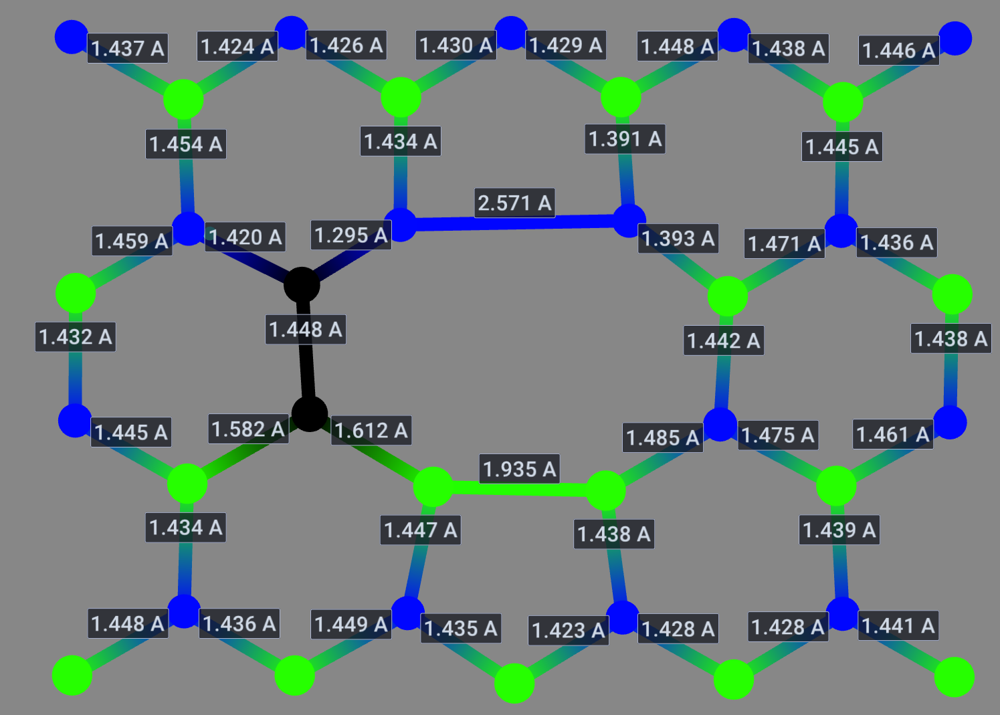 1.437 A
1.424 A
1.426 A
1.430 A
1.429 A
1.448 A
1.438 A
1.446 A
1.454 A
1.434 A
1.391 A
1.445 A
2.571 A
1.459 A
1.420 A
1.295 A
1.393 A
1.471 A
1.436 A
1.432 A
1.448 A
1.442 A
1.438 A
1.445 A
1.582 A
1.612 A
1.485 A
1.475 A
1.461 A
1.935 A
1.434 A
1.447 A
1.438 A
1.439 A
1.448 A
1.436 A
1.449 A
1.435 A
1.423 A
1.428 A
1.428 A
1.441 A